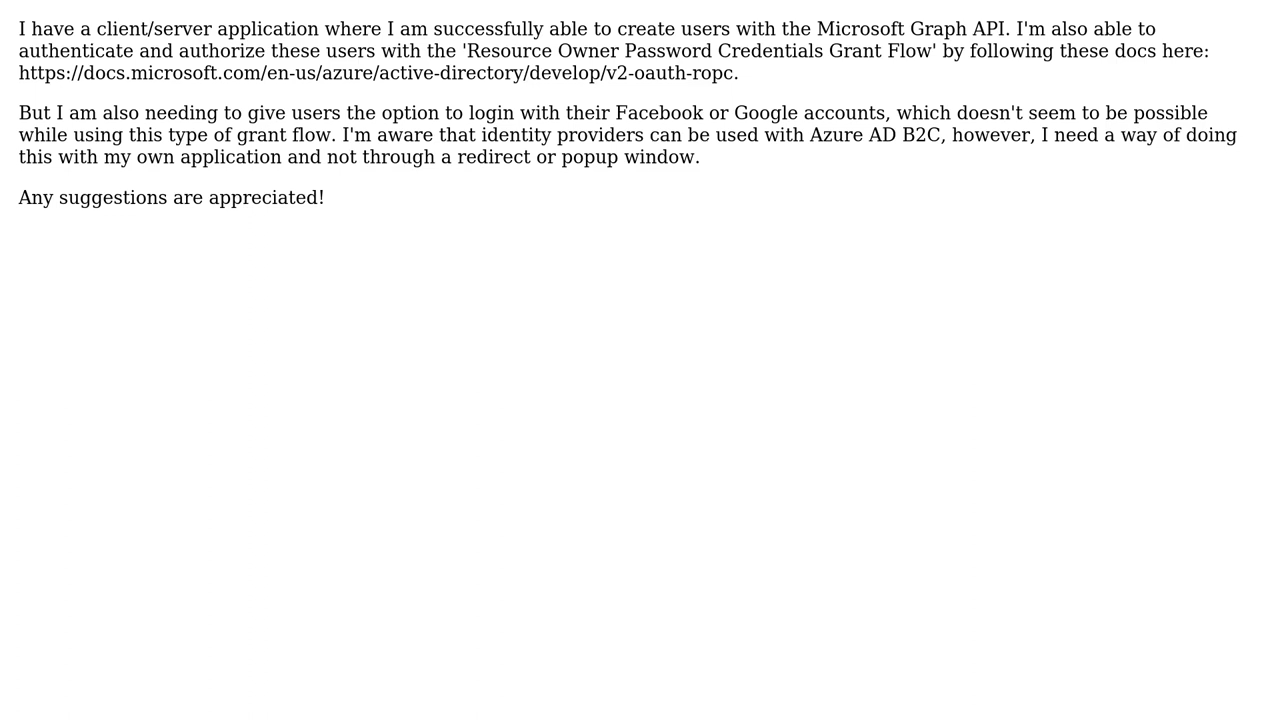 I have a client/server application where I am successfully able to create users with the Microsoft Graph API. I'm also able to
authenticate and authorize these users with the 'Resource Owner Password Credentials Grant Flow' by following these docs here:
https://docs.microsoft.com/en-us/azure/active-directory/develop/v2-oauth-ropc.
But I am also needing to give users the option to login with their Facebook or Google accounts, which doesn't seem to be possible
while using this type of grant flow. I'm aware that identity providers can be used with Azure AD B2C, however, I need a way of doing
this with my own application and not through a redirect or popup window.
Any suggestions are appreciated!